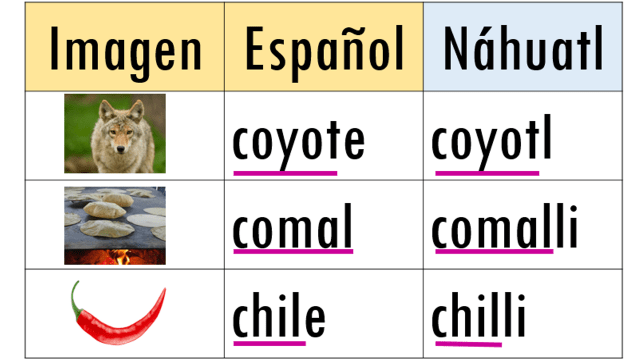 Imagen Español Náhuatl
coyote coyotl
comal comalli
chile chilli